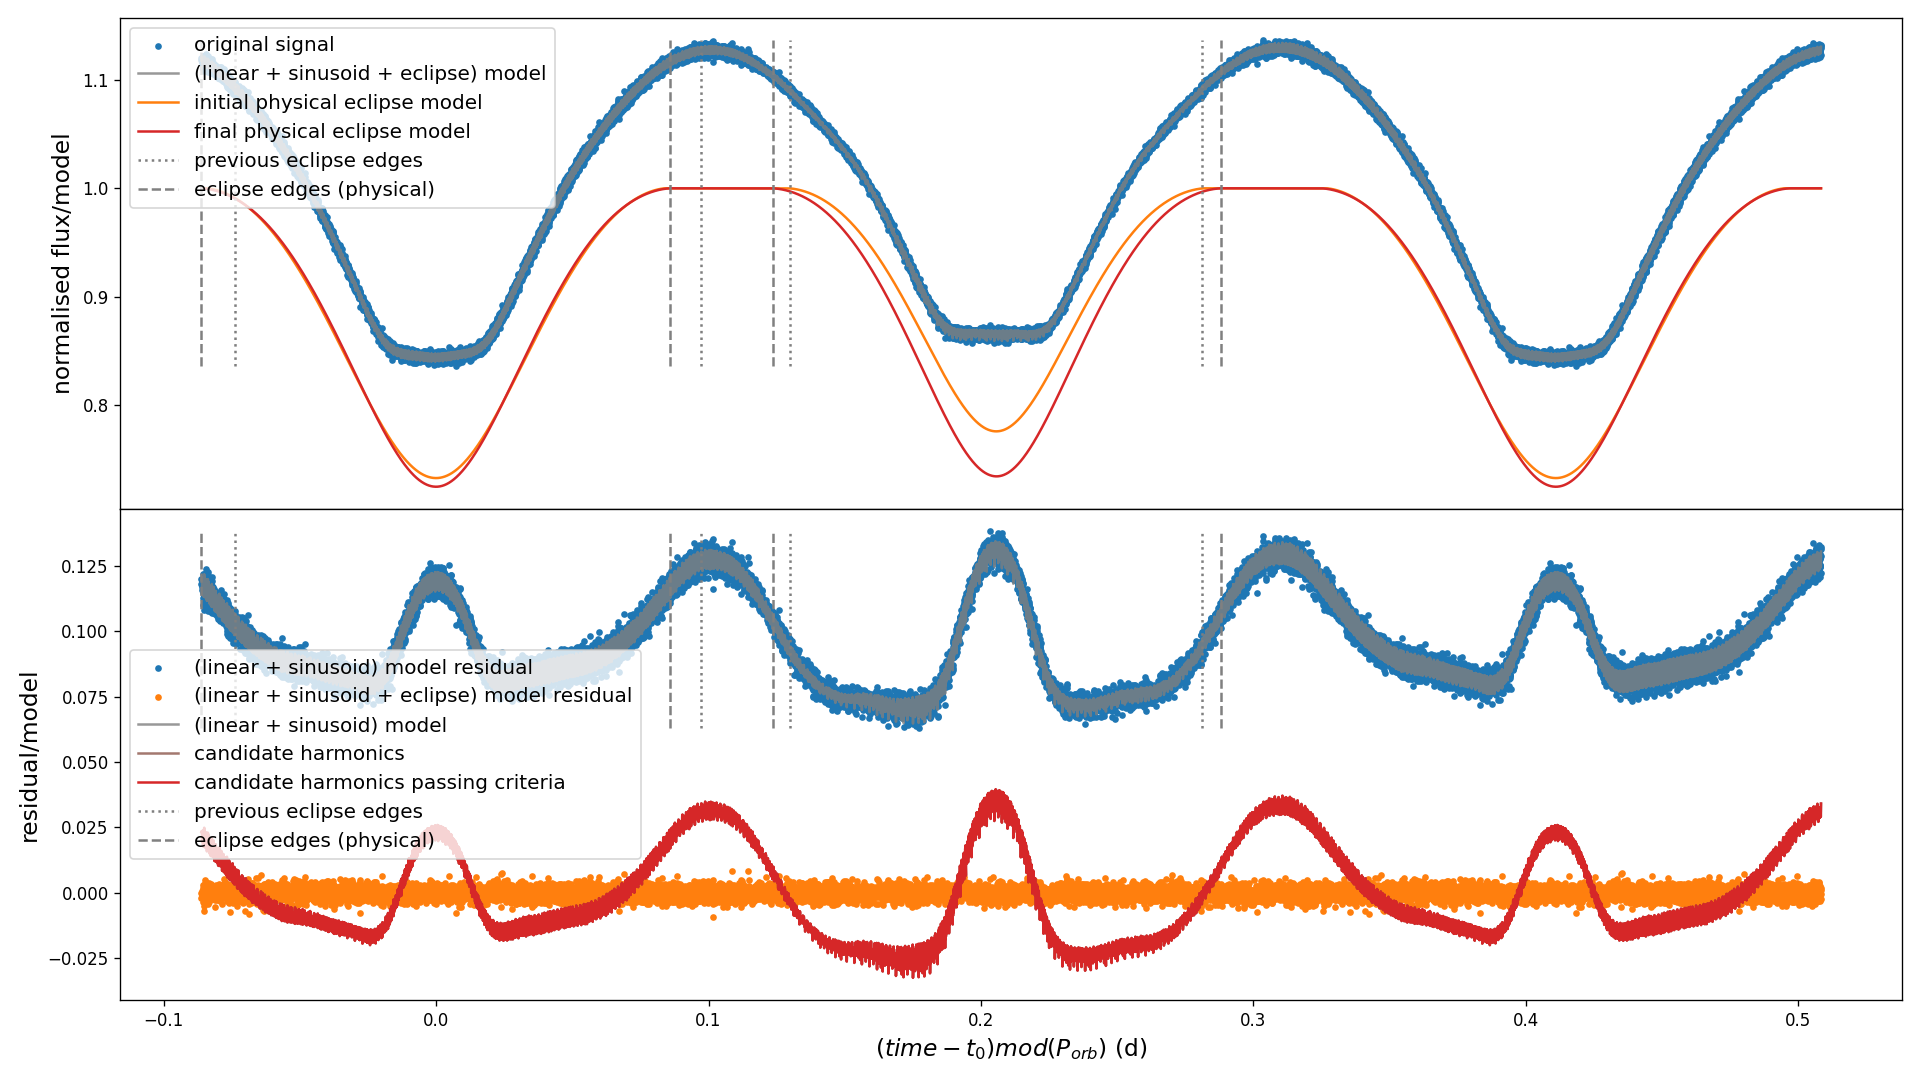 original signal
(linear + sinusoid + eclipse) model
initial physical eclipse model
final physical eclipse model
previous eclipse edges
eclipse edges (physical)
normalised flux/model
1.1
1.0
0.9
0.8
(linear + sinusoid) model residual
(linear + sinusoid + eclipse) model residual
(linear + sinusoid) model
candidate harmonics
candidate harmonics passing criteria
previous eclipse edges
eclipse edges (physical)
residual/model
0.125
0.100
0.075
0.050
0.025
0.000
−0.025
−0.1 0.0 0.1 0.2 0.3 0.4 0.5
(time − t₀)mod(Pₒᵣb) (d)